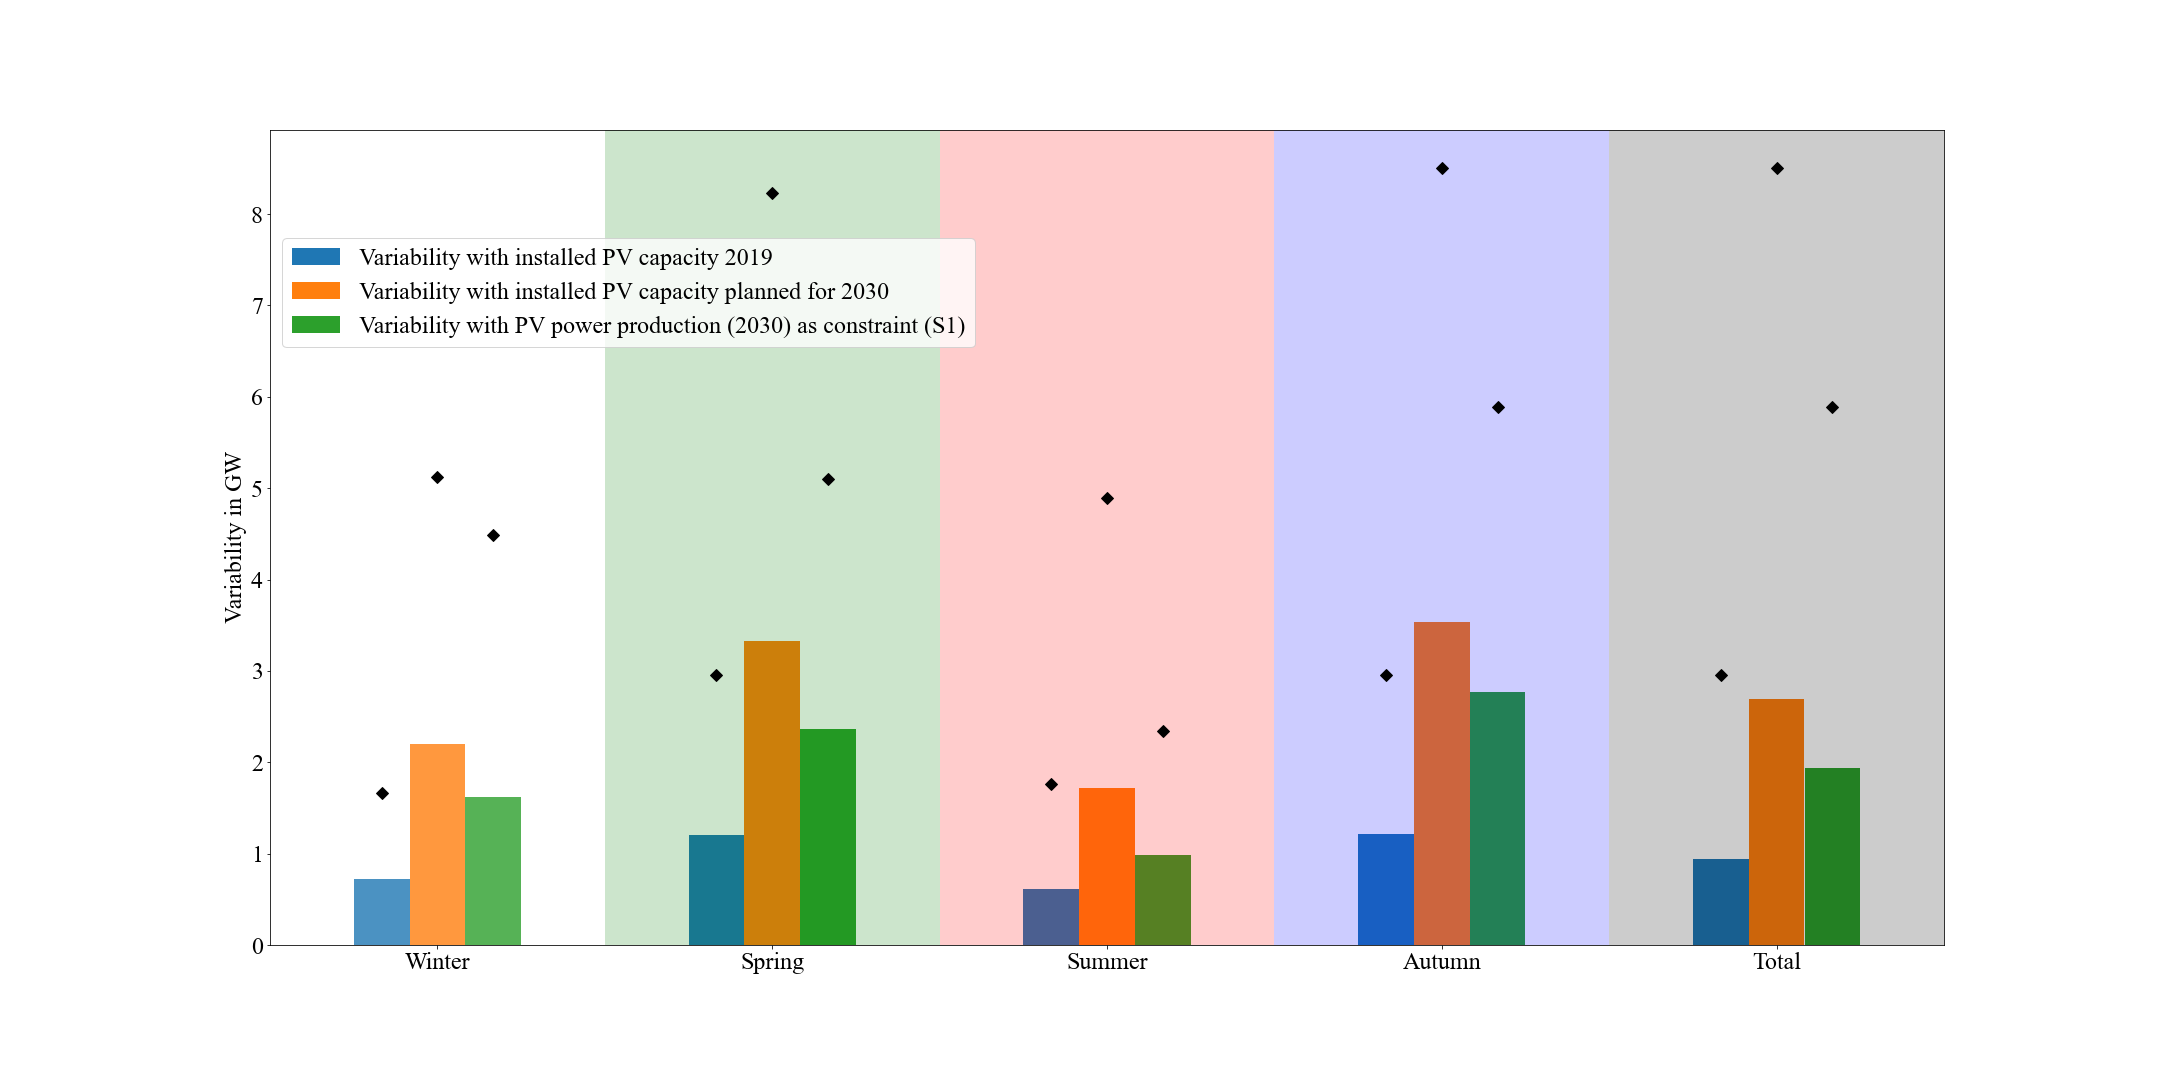 8
7
6
5
4
3
2
1
0
Variability in GW
Variability with installed PV capacity 2019
Variability with installed PV capacity planned for 2030
Variability with PV power production (2030) as constraint (S1)
Winter
Spring
Summer
Autumn
Total